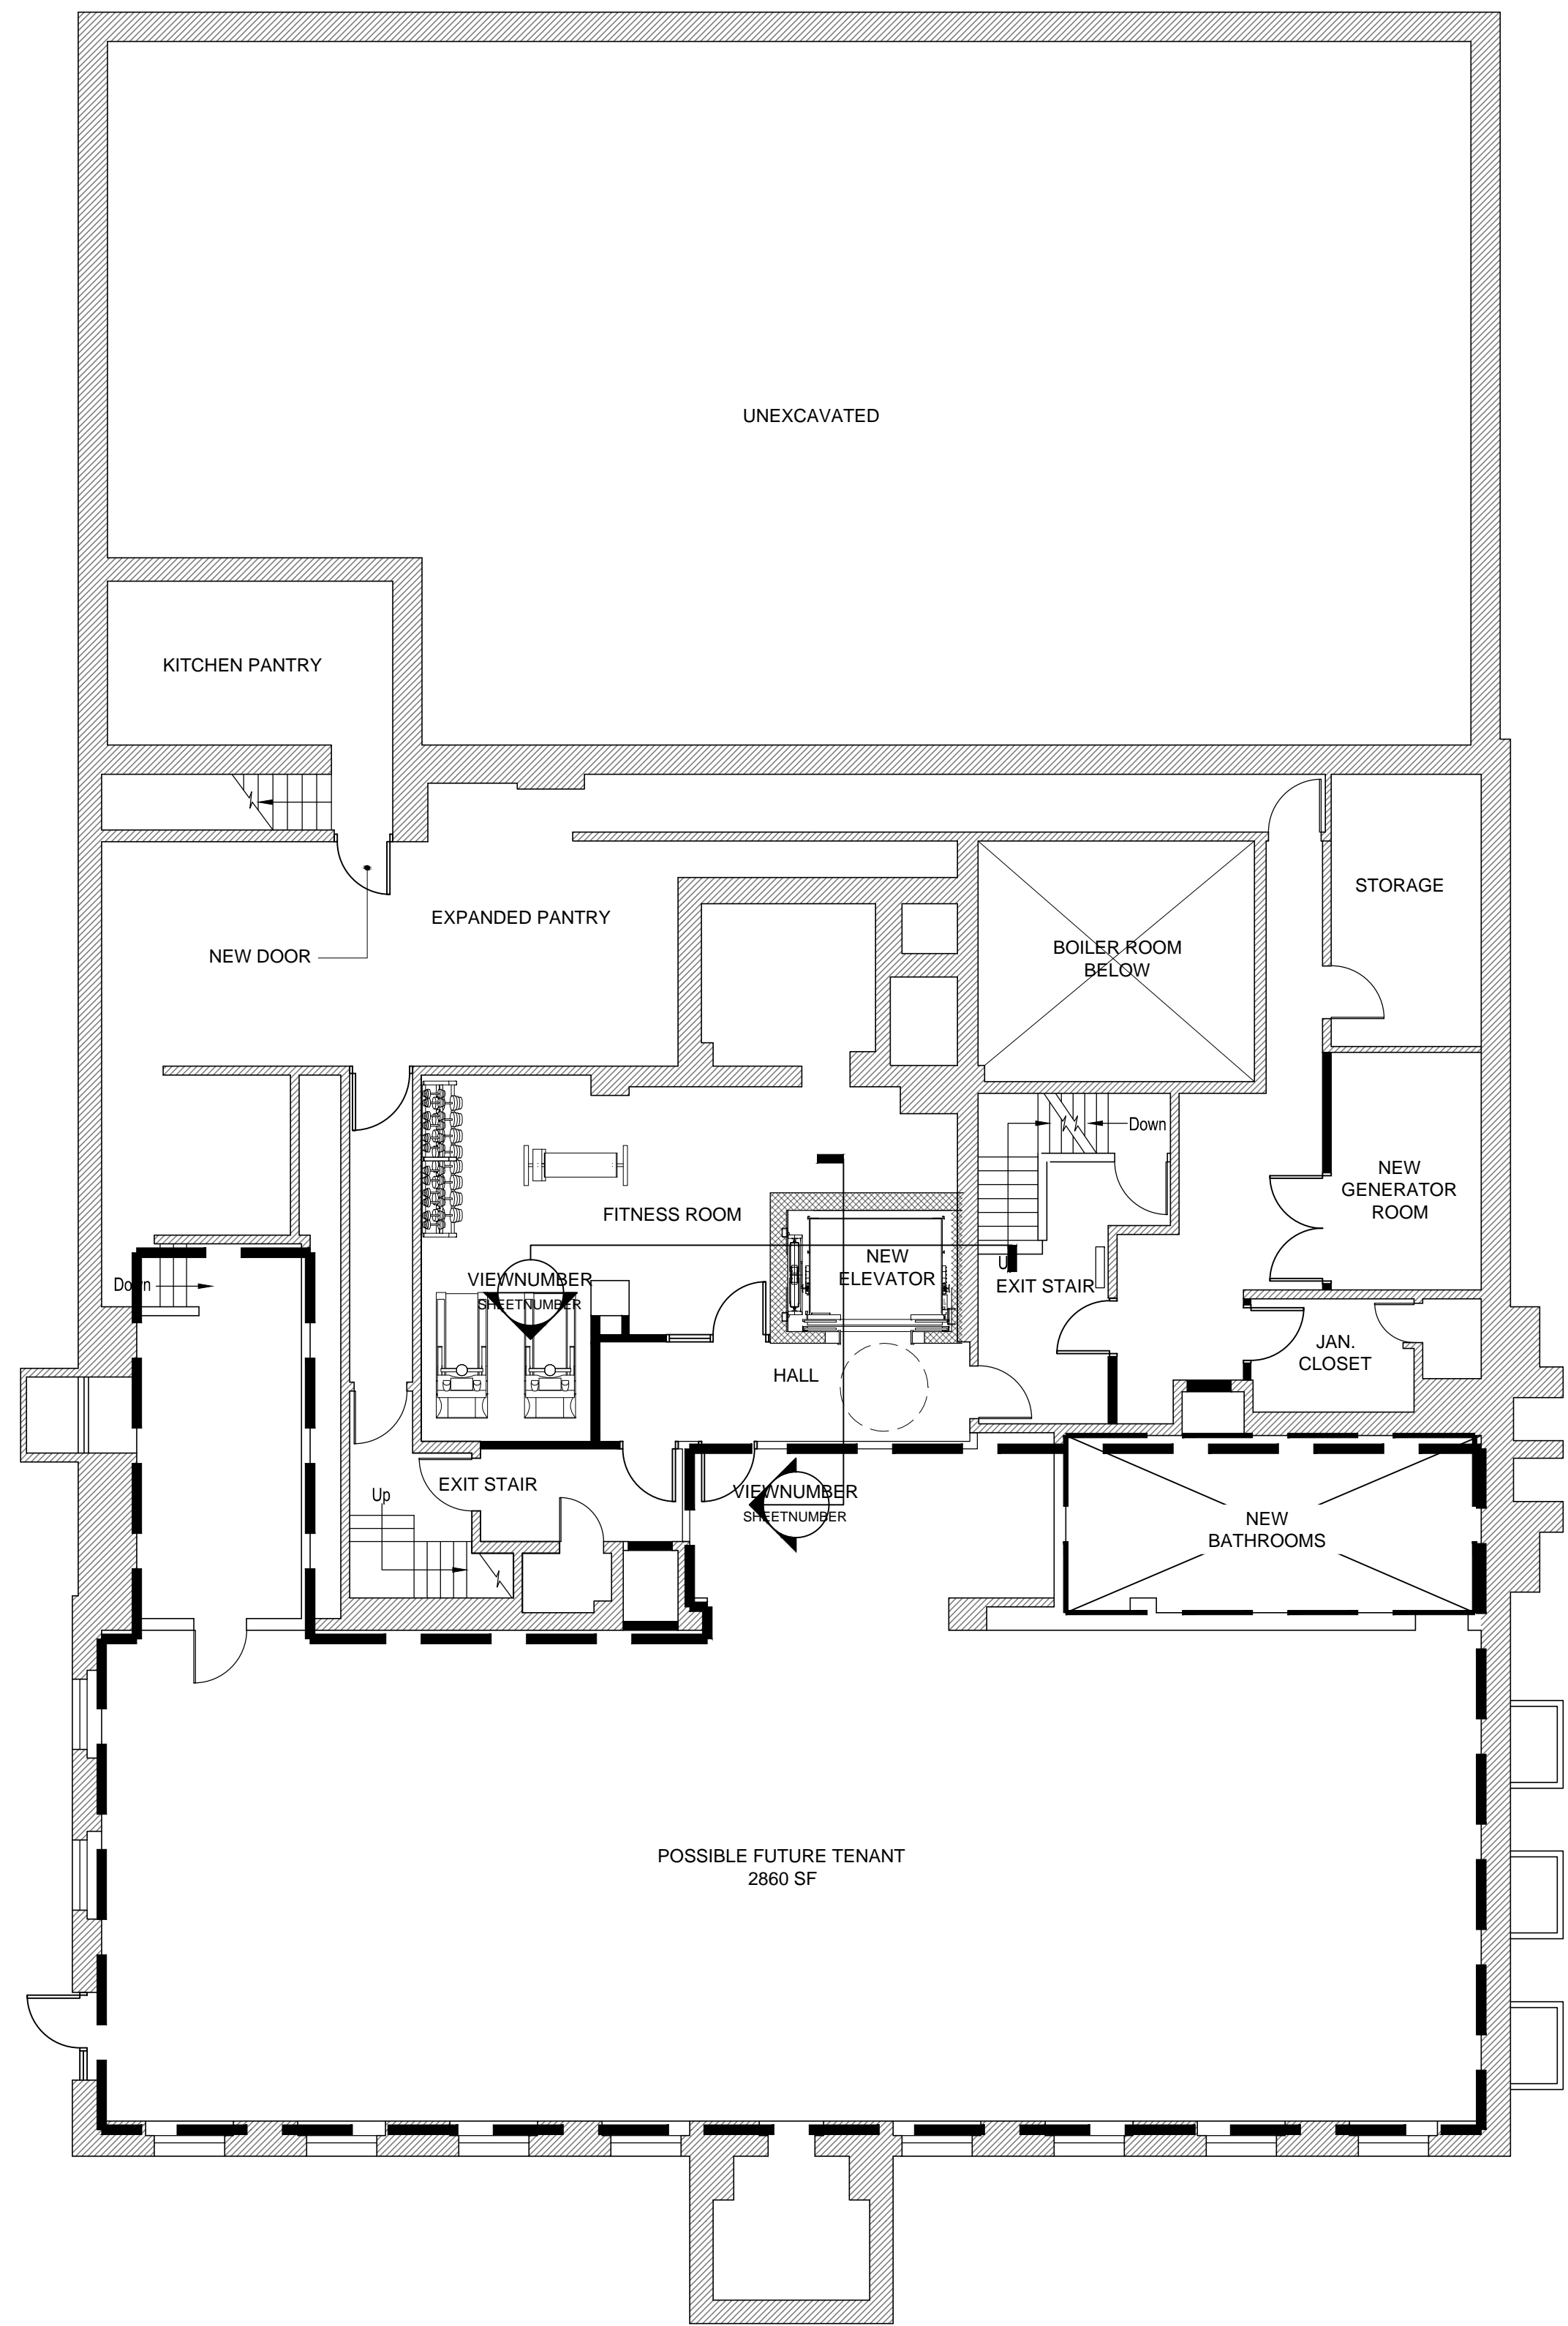 UNEXCAVATED
KITCHEN PANTRY
STORAGE
EXPANDED PANTRY
NEW DOOR
BOILER ROOM
BELOW
Down
NEW
GENERATOR
ROOM
FITNESS ROOM
NEW
ELEVATOR
Up
EXIT STAIR
Down
VIEWNUMBER
SHEETNUMBER
JAN.
CLOSET
HALL
EXIT STAIR
Up
VIEWNUMBER
SHEETNUMBER
NEW
BATHROOMS
POSSIBLE FUTURE TENANT
2860 SF